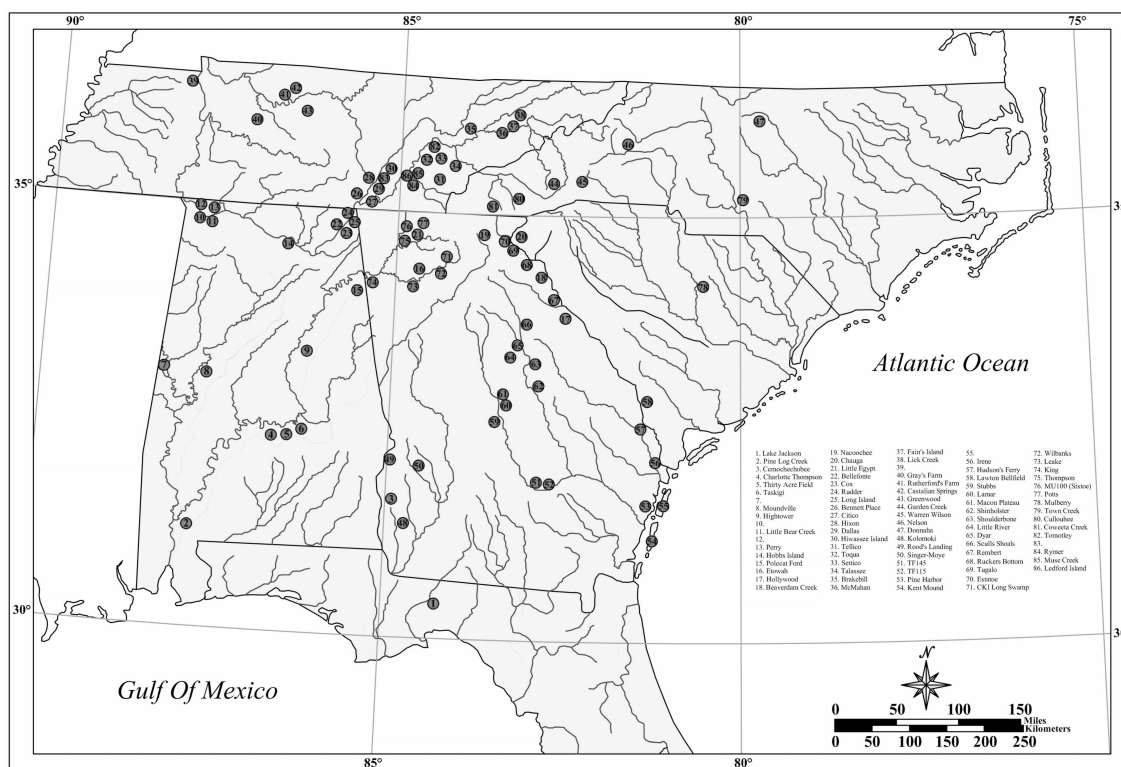 90°
85°
80°
75°
35°
30°
85°
80°
Atlantic Ocean
Gulf Of Mexico
N
0 50 100 150
Miles
Kilometers
0 50 100 150 200 250
1. Lake Jackson
2. Pine Log Creek
3. Cemochechobee
4. Charlotte Thompson
5. Thirty Acre Field
6. Taskigi
7.
8. Moundville
9. Hightower
10.
11. Little Bear Creek
12.
13. Perry
14. Hobbs Island
15. Polecat Ford
16. Etowah
17. Hollywood
18. Beaverdam Creek
19. Nacoochee
20. Chauga
21. Little Egypt
22. Bellefonte
23. Cox
24. Rudder
25. Long Island
26. Bennett Place
27. Citico
28. Hixon
29. Dallas
30. Hiwassee Island
31. Tellico
32. Toqua
33. Settico
34. Talassee
35. Brakebill
36. McMahan
37. Fain's Island
38. Lick Creek
39.
40. Gray's Farm
41. Rutherford's Farm
42. Castalian Springs
43. Greenwood
44. Garden Creek
45. Warren Wilson
46. Nelson
47. Donnaha
48. Kolomoki
49. Rood's Landing
50. Singer-Moye
51. TF145
52. TF115
53. Pine Harbor
54. Kent Mound
55.
56. Irene
57. Hudson's Ferry
58. Lawton Bellfield
59. Stubbs
60. Lamar
61. Macon Plateau
62. Shinholster
63. Shoulderbone
64. Little River
65. Dyar
66. Sculls Shoals
67. Rembert
68. Ruckers Bottom
69. Tugalo
70. Estatoe
71. CKI Long Swamp
72. Wilbanks
73. Leake
74. King
75. Thompson
76. MU100 (Sixtoe)
77. Potts
78. Mulberry
79. Town Creek
80. Cullouhee
81. Coweeta Creek
82. Tomotley
83.
84. Rymer
85. Muse Creek
86. Ledford Island